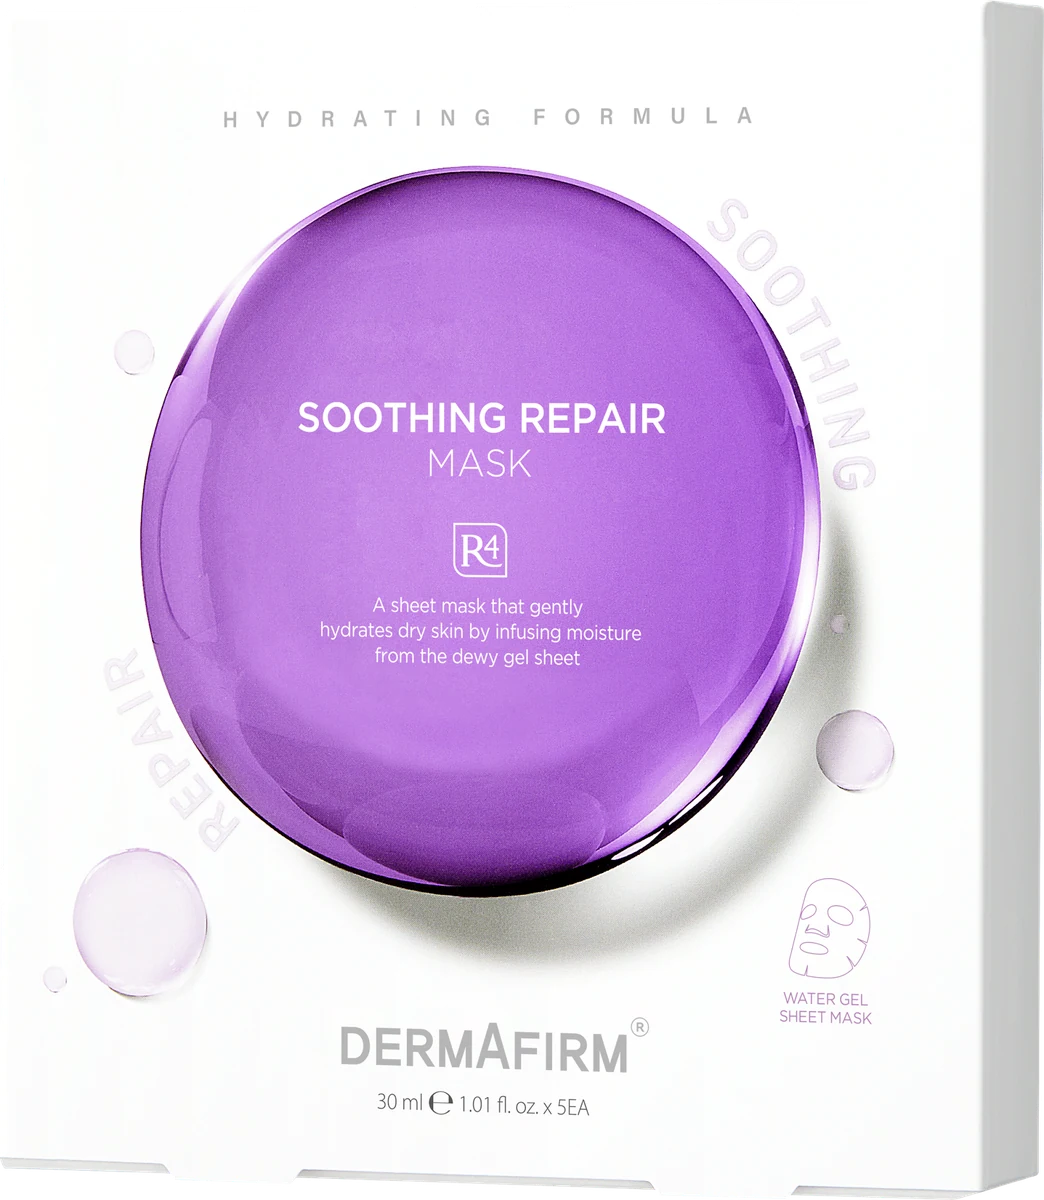 HYDRATING FORMULA
SOOTHING
SOOTHING REPAIR
MASK
R4
A sheet mask that gently
hydrates dry skin by infusing moisture
from the dewy gel sheet
REPAIR
WATER GEL
SHEET MASK
DERMAFIRM®
30 ml ℮ 1.01 fl. oz. x 5EA